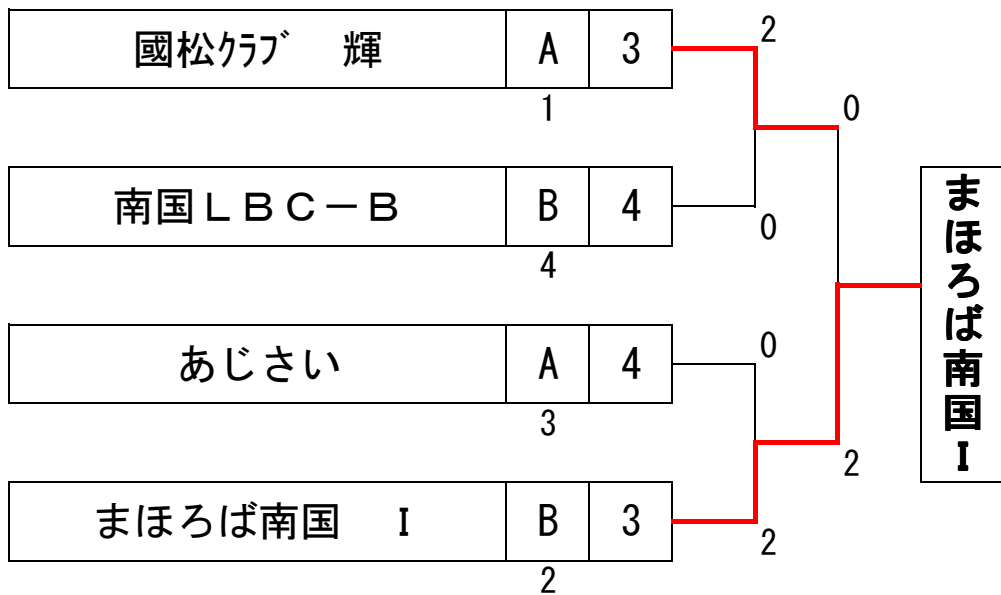 國松ｸﾗﾌﾞ　輝 A 3 2
1 0
南国ＬＢＣ－Ｂ B 4 0
4
あじさい A 4 0
3 2
まほろば南国　Ｉ B 3 2
2
まほろば南国Ｉ